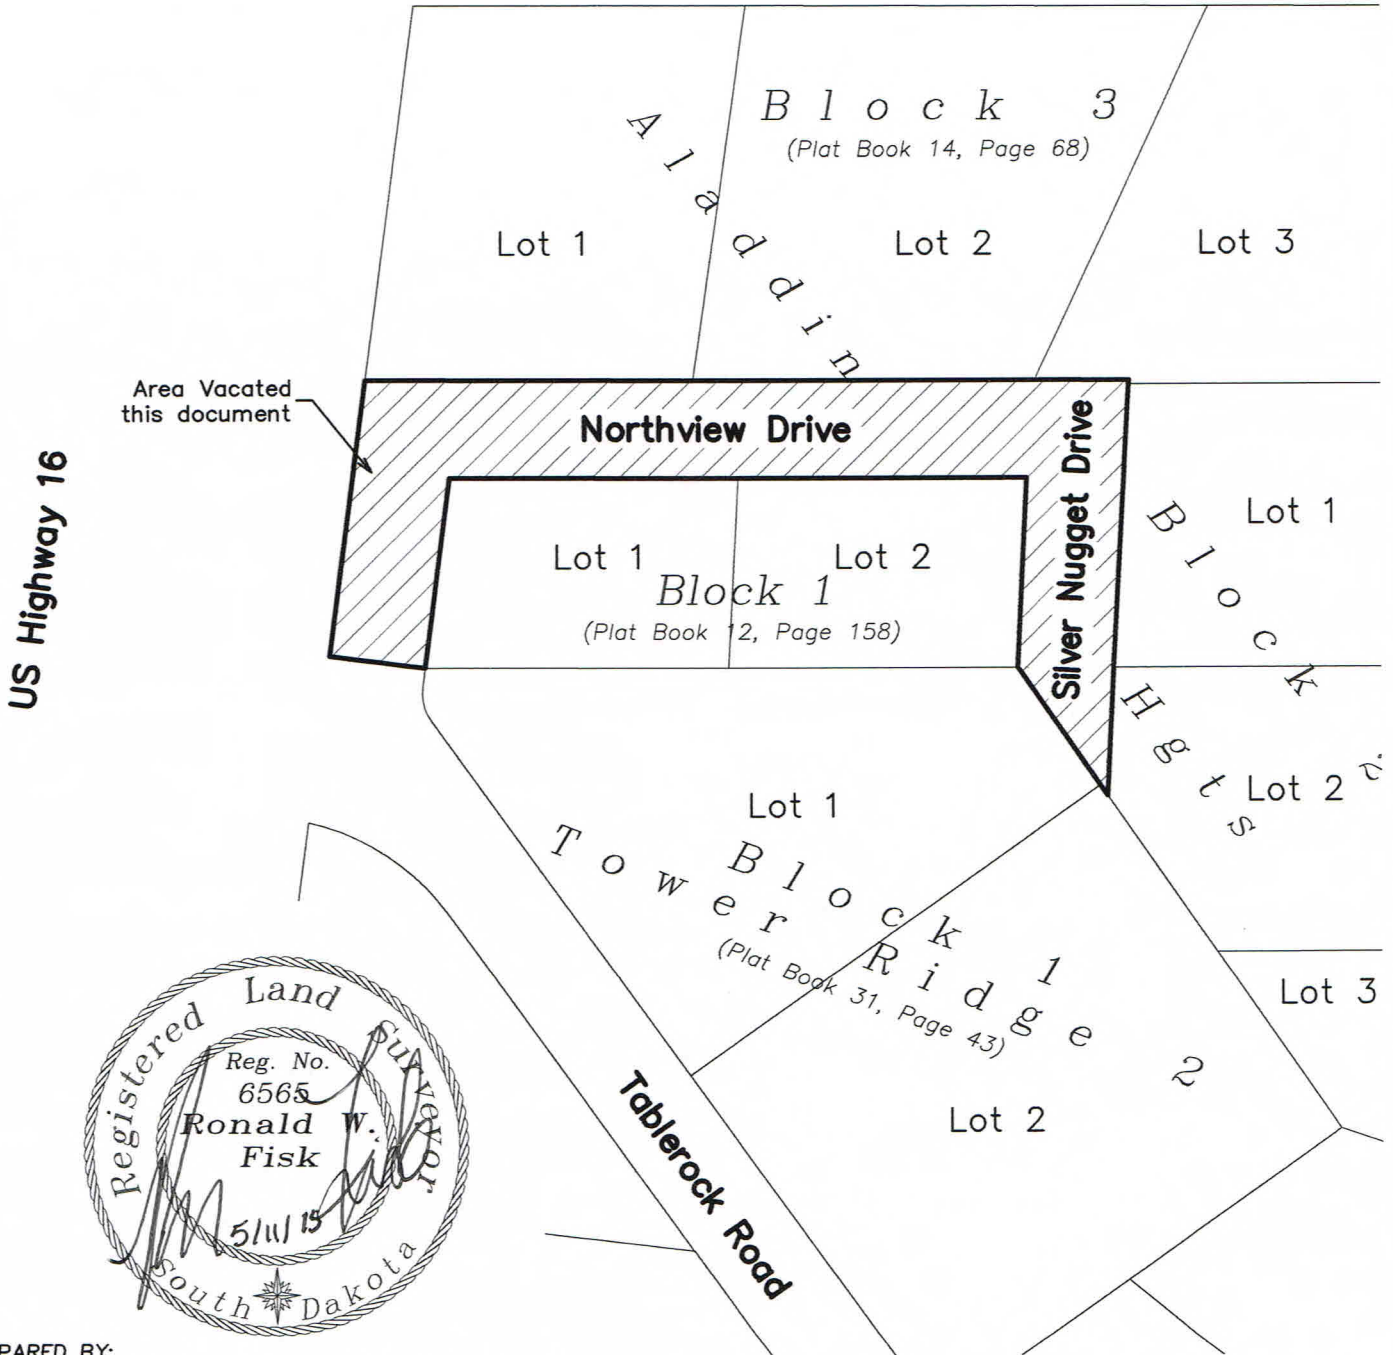 Block 3
(Plat Book 14, Page 68)
Aladdin Hgts
Lot 1
Lot 2
Lot 3
Area Vacated
this document
Northview Drive
US Highway 16
Silver Nugget Drive
Lot 1
Lot 2
Block 1
(Plat Book 12, Page 158)
Lot 1
Block 2
Lot 2
Lot 1
Block 1
Tower Ridge 2
(Plat Book 31, Page 43)
Lot 3
Lot 2
Tablerock Road
Registered Land Surveyor
Reg. No.
6565
Ronald W.
Fisk
5/11/15
South Dakota
PARED BY: